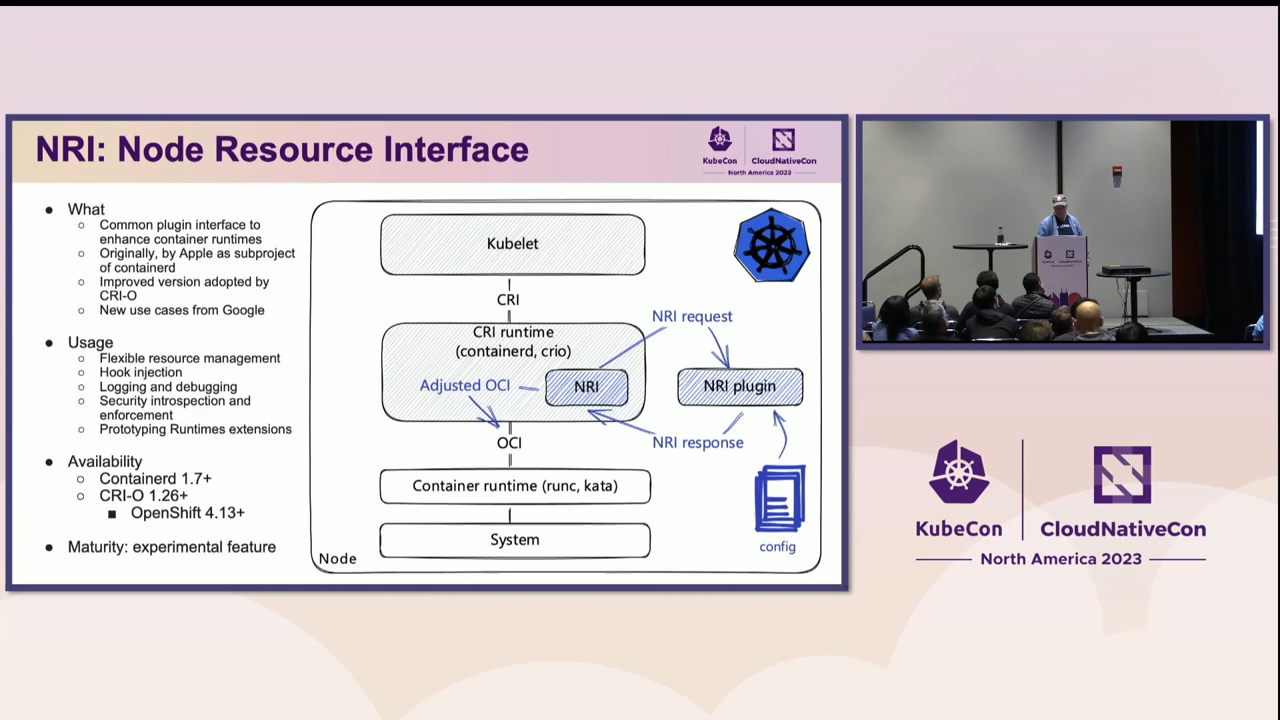 NRI: Node Resource Interface
KubeCon
CloudNativeCon
North America 2023
● What
○ Common plugin interface to
enhance container runtimes
○ Originally, by Apple as subproject
of containerd
○ Improved version adopted by
CRI-O
○ New use cases from Google
● Usage
○ Flexible resource management
○ Hook injection
○ Logging and debugging
○ Security introspection and
enforcement
○ Prototyping Runtimes extensions
● Availability
○ Containerd 1.7+
○ CRI-O 1.26+
■ OpenShift 4.13+
● Maturity: experimental feature
Kubelet
CRI
CRI runtime
(containerd, crio)
NRI request
Adjusted OCI
NRI
NRI plugin
OCI
NRI response
Container runtime (runc, kata)
System
config
Node
KubeCon
CloudNativeCon
North America 2023